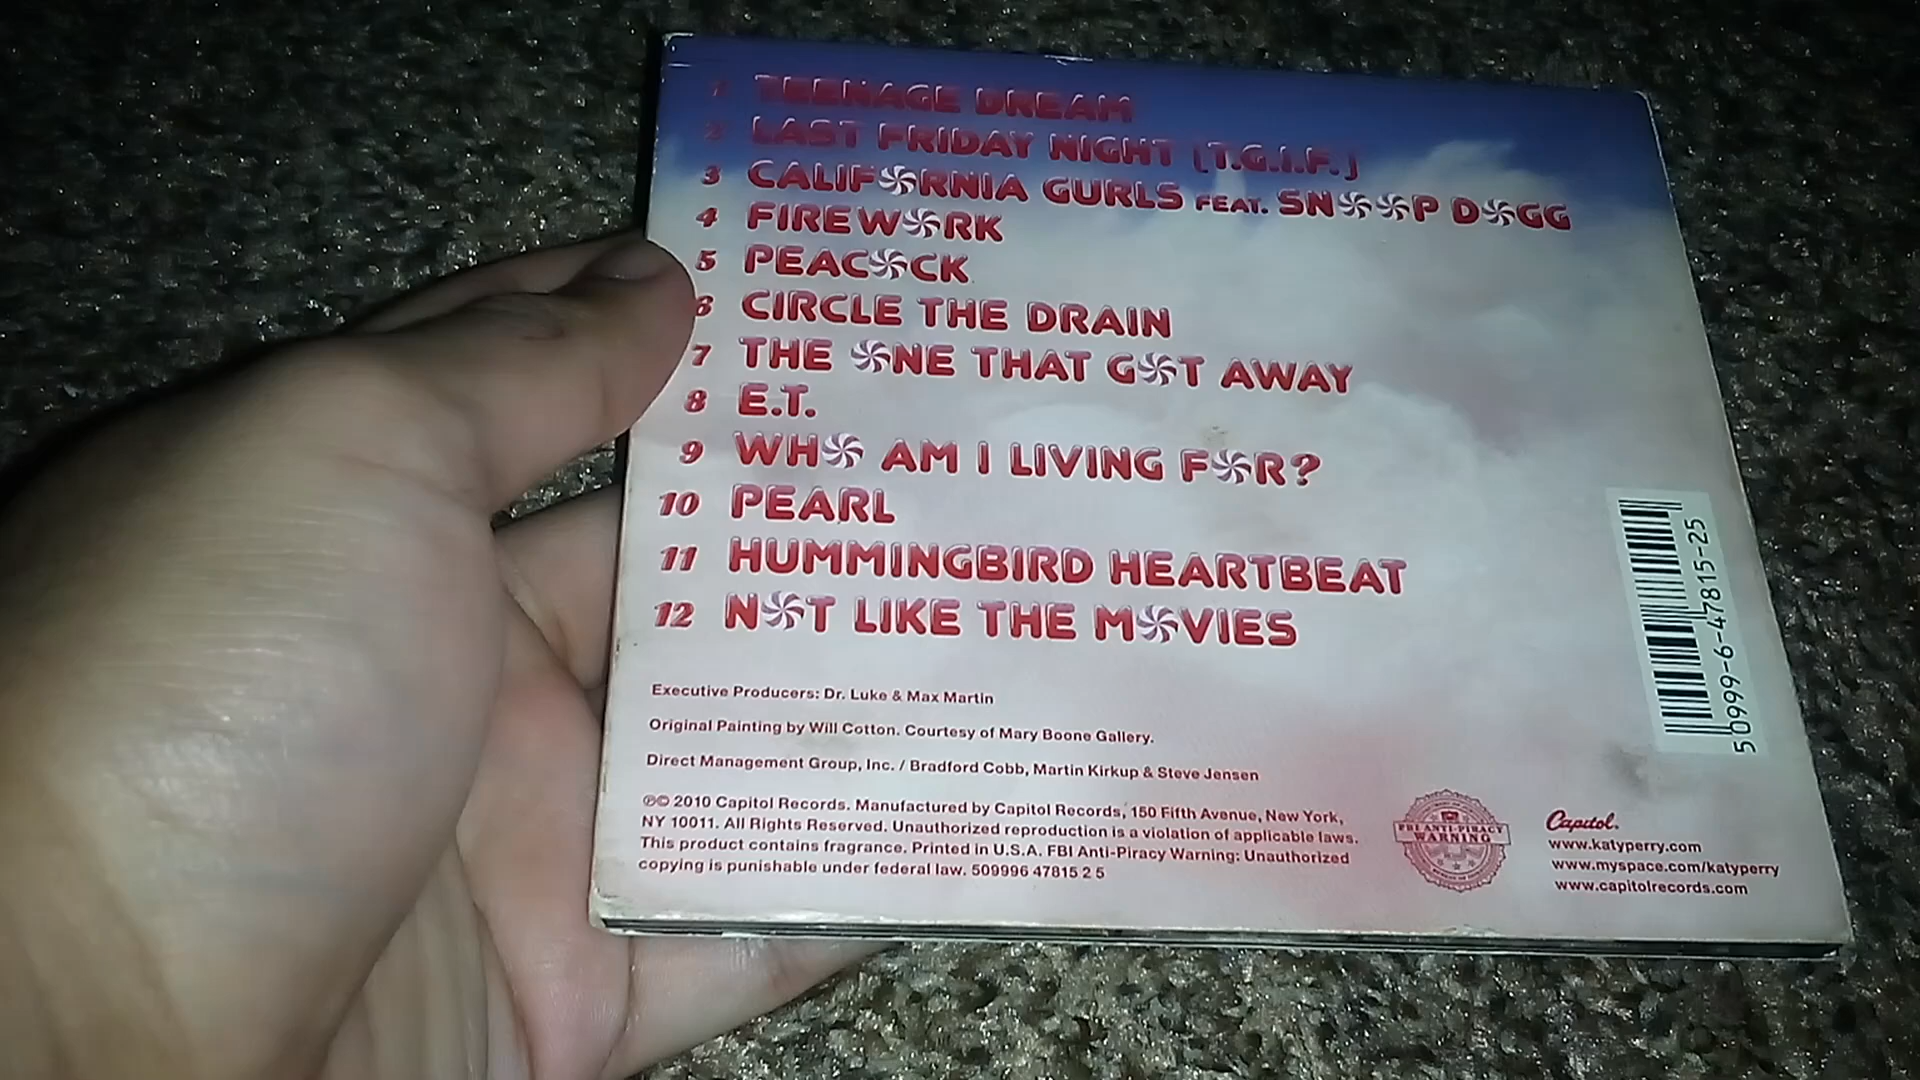 1 TEENAGE DREAM
2 LAST FRIDAY NIGHT [T.G.I.F.]
3 CALIFORNIA GURLS FEAT. SNOOP DOGG
4 FIREWORK
5 PEACOCK
6 CIRCLE THE DRAIN
7 THE ONE THAT GOT AWAY
8 E.T.
9 WHO AM I LIVING FOR?
10 PEARL
11 HUMMINGBIRD HEARTBEAT
12 NOT LIKE THE MOVIES
Executive Producers: Dr. Luke & Max Martin
Original Painting by Will Cotton. Courtesy of Mary Boone Gallery.
Direct Management Group, Inc. / Bradford Cobb, Martin Kirkup & Steve Jensen
℗© 2010 Capitol Records. Manufactured by Capitol Records, 150 Fifth Avenue, New York,
NY 10011. All Rights Reserved. Unauthorized reproduction is a violation of applicable laws.
This product contains fragrance. Printed in U.S.A. FBI Anti-Piracy Warning: Unauthorized
copying is punishable under federal law. 509996 47815 2 5
FBI ANTI-PIRACY
WARNING
Capitol.
www.katyperry.com
www.myspace.com/katyperry
www.capitolrecords.com
50999-6-47815-25